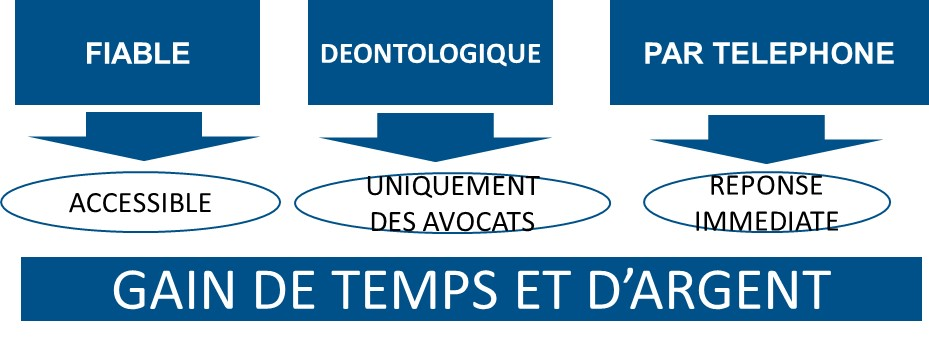 FIABLE
DEONTOLOGIQUE
PAR TELEPHONE
ACCESSIBLE
UNIQUEMENT
DES AVOCATS
REPONSE
IMMEDIATE
GAIN DE TEMPS ET D’ARGENT